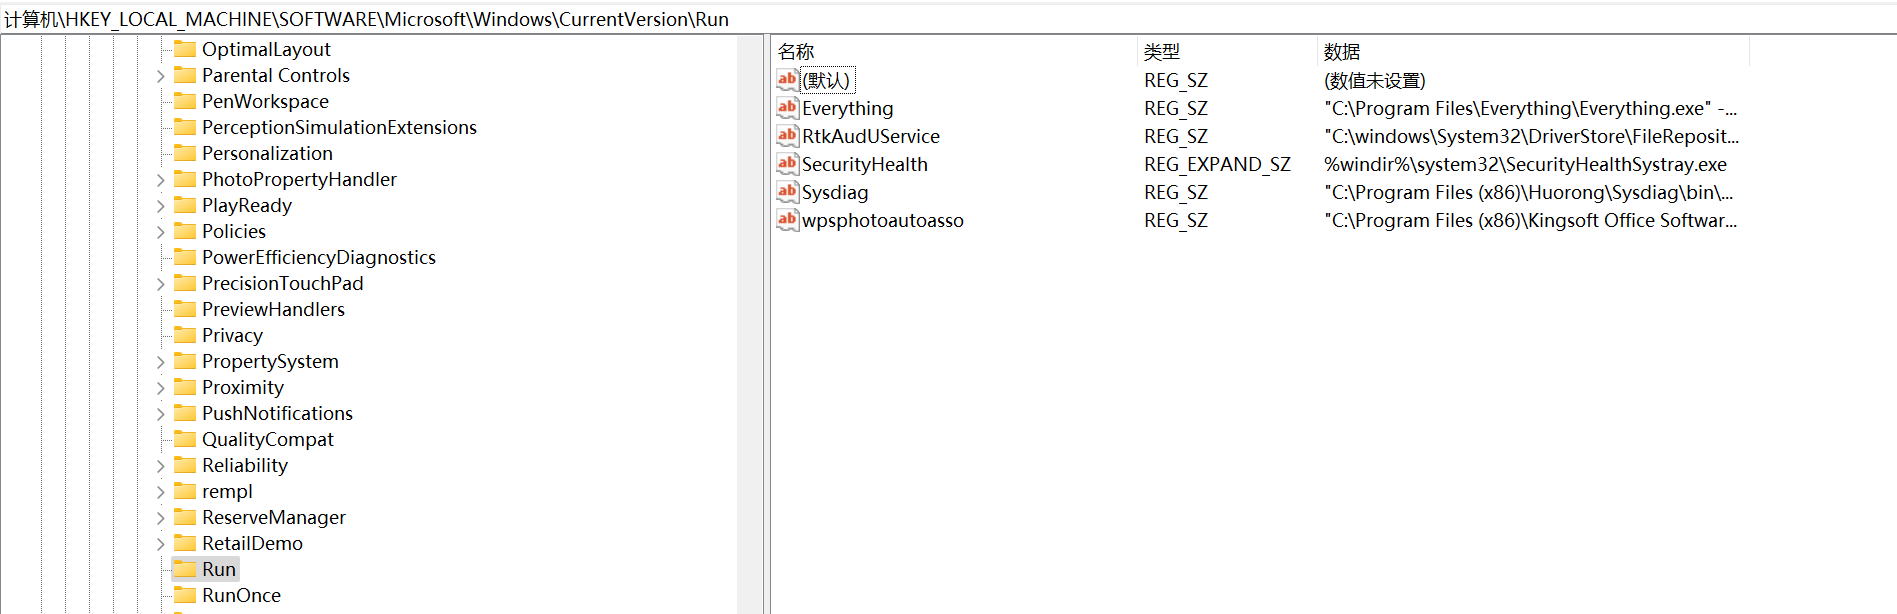 计算机\HKEY_LOCAL_MACHINE\SOFTWARE\Microsoft\Windows\CurrentVersion\Run
OptimalLayout
Parental Controls
PenWorkspace
PerceptionSimulationExtensions
Personalization
PhotoPropertyHandler
PlayReady
Policies
PowerEfficiencyDiagnostics
PrecisionTouchPad
PreviewHandlers
Privacy
PropertySystem
Proximity
PushNotifications
QualityCompat
Reliability
rempl
ReserveManager
RetailDemo
Run
RunOnce
名称 类型 数据
(默认) REG_SZ (数值未设置)
Everything REG_SZ "C:\Program Files\Everything\Everything.exe" -...
RtkAudUService REG_SZ "C:\windows\System32\DriverStore\FileReposit...
SecurityHealth REG_EXPAND_SZ %windir%\system32\SecurityHealthSystray.exe
Sysdiag REG_SZ "C:\Program Files (x86)\Huorong\Sysdiag\bin\...
wpsphotoautoasso REG_SZ "C:\Program Files (x86)\Kingsoft Office Softwar...